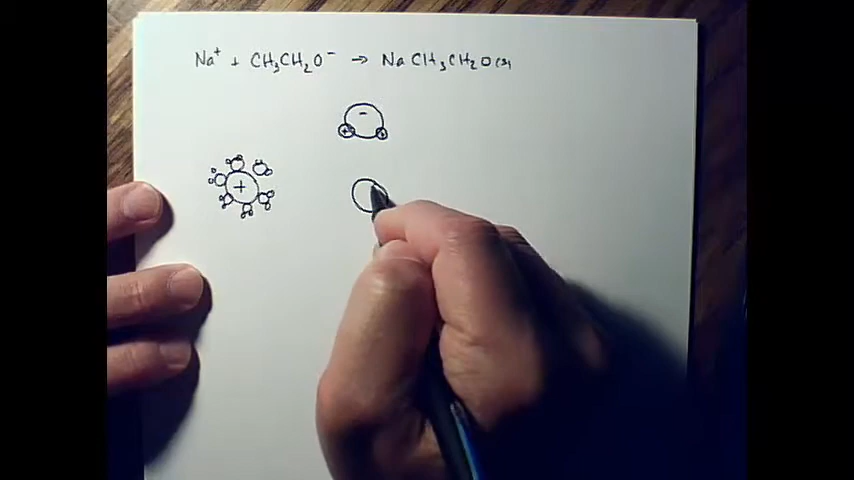 Na⁺ + CH₃CH₂O⁻ → NaCH₃CH₂O(s)
-
+ +
+